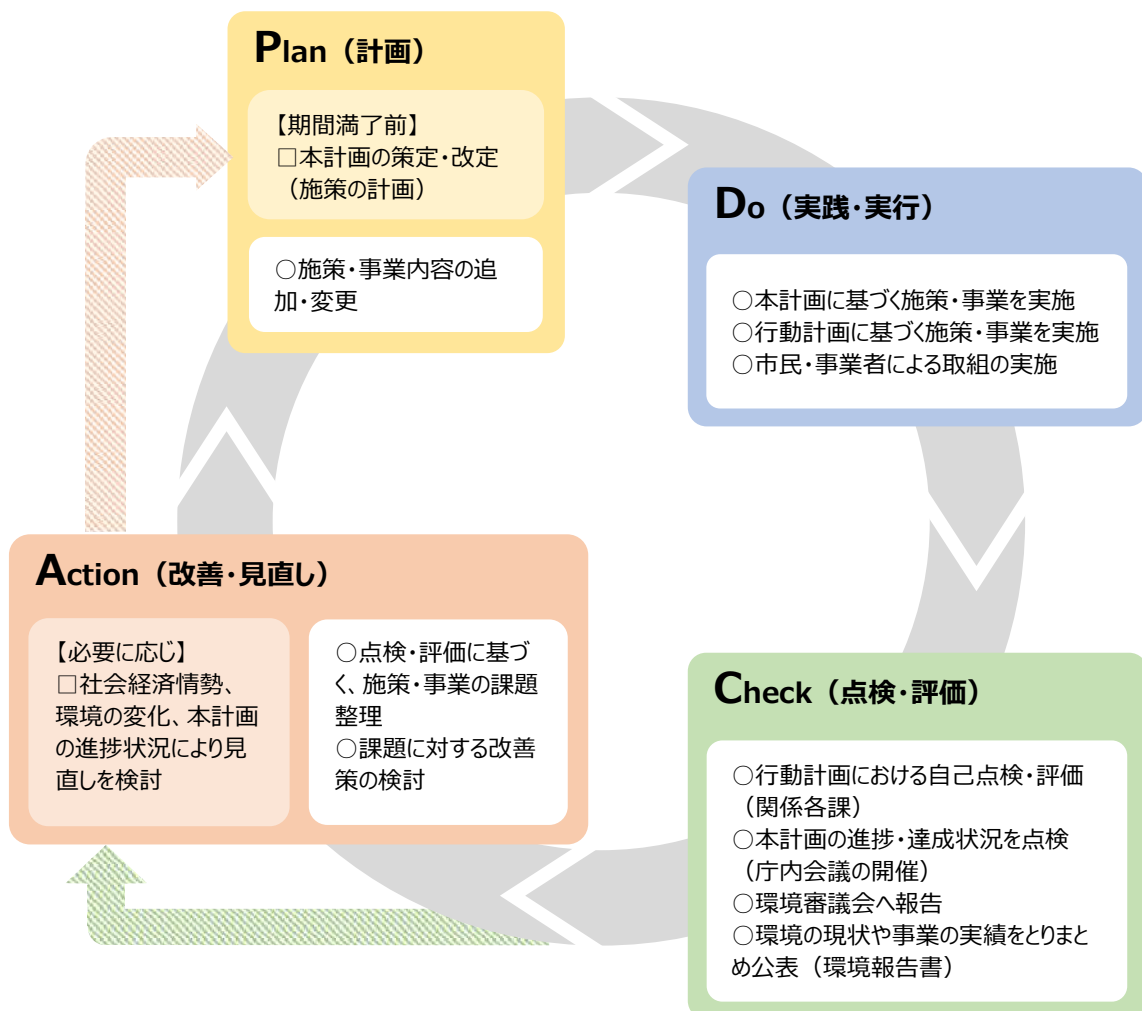 Plan（計画）
【期間満了前】
□本計画の策定・改定
（施策の計画）
○施策・事業内容の追
加・変更
Do（実践・実行）
○本計画に基づく施策・事業を実施
○行動計画に基づく施策・事業を実施
○市民・事業者による取組の実施
Action（改善・見直し）
【必要に応じ】
□社会経済情勢、
環境の変化、本計画
の進捗状況により見
直しを検討
○点検・評価に基づ
く、施策・事業の課題
整理
○課題に対する改善
策の検討
Check（点検・評価）
○行動計画における自己点検・評価
（関係各課）
○本計画の進捗・達成状況を点検
（庁内会議の開催）
○環境審議会へ報告
○環境の現状や事業の実績をとりまと
め公表（環境報告書）